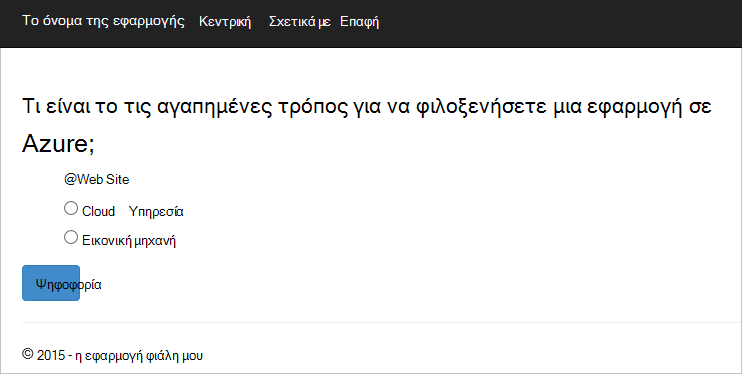 Το όνομα της εφαρμογής Κεντρική Σχετικά με Επαφή
Τι είναι το τις αγαπημένες τρόπος για να φιλοξενήσετε μια εφαρμογή σε
Azure;
@Web Site
Cloud Υπηρεσία
Εικονική μηχανή
Ψηφοφορία
© 2015 - η εφαρμογή φιάλη μου